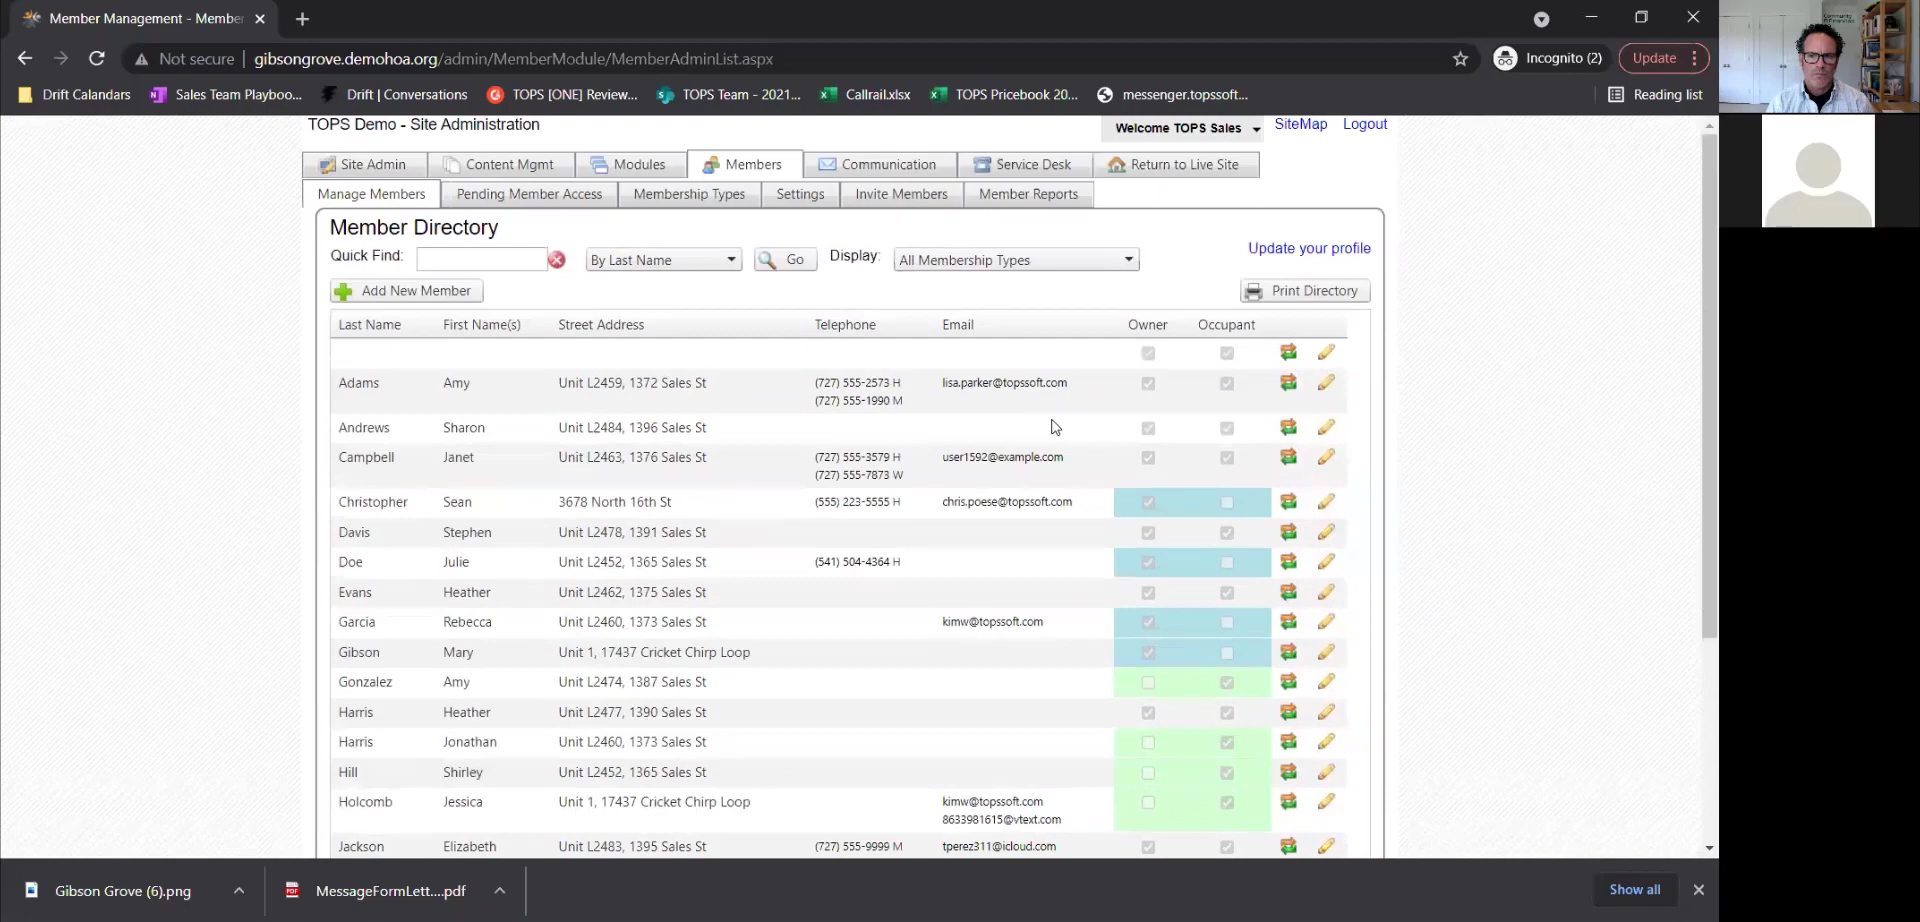 Member Management - Member
Not secure gibsongrove.demohoa.org/admin/MemberModule/MemberAdminList.aspx
Incognito (2) Update
Drift Calandars Sales Team Playboo... Drift | Conversations TOPS [ONE] Review... TOPS Team - 2021... Callrail.xlsx TOPS Pricebook 20... messenger.topssoft... Reading list
TOPS Demo - Site Administration
Welcome TOPS Sales SiteMap Logout
Site Admin Content Mgmt Modules Members Communication Service Desk Return to Live Site
Manage Members Pending Member Access Membership Types Settings Invite Members Member Reports
Member Directory
Quick Find: By Last Name Go Display: All Membership Types Update your profile
Add New Member Print Directory
Last Name First Name(s) Street Address Telephone Email Owner Occupant
Adams Amy Unit L2459, 1372 Sales St (727) 555-2573 H lisa.parker@topssoft.com
(727) 555-1990 M
Andrews Sharon Unit L2484, 1396 Sales St
Campbell Janet Unit L2463, 1376 Sales St (727) 555-3579 H user1592@example.com
(727) 555-7873 W
Christopher Sean 3678 North 16th St (555) 223-5555 H chris.poese@topssoft.com
Davis Stephen Unit L2478, 1391 Sales St
Doe Julie Unit L2452, 1365 Sales St (541) 504-4364 H
Evans Heather Unit L2462, 1375 Sales St
Garcia Rebecca Unit L2460, 1373 Sales St kimw@topssoft.com
Gibson Mary Unit 1, 17437 Cricket Chirp Loop
Gonzalez Amy Unit L2474, 1387 Sales St
Harris Heather Unit L2477, 1390 Sales St
Harris Jonathan Unit L2460, 1373 Sales St
Hill Shirley Unit L2452, 1365 Sales St
Holcomb Jessica Unit 1, 17437 Cricket Chirp Loop kimw@topssoft.com
8633981615@vtext.com
Jackson Elizabeth Unit L2483, 1395 Sales St (727) 555-9999 M tperez311@icloud.com
Gibson Grove (6).png MessageFormLett....pdf Show all